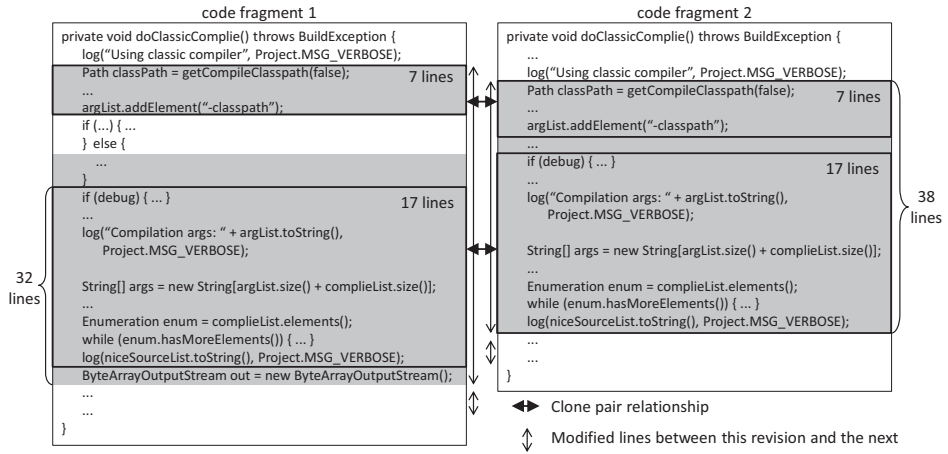 code fragment 1
private void doClassicComplie() throws BuildException {
log(“Using classic compiler”, Project.MSG_VERBOSE);
Path classPath = getCompileClasspath(false);
7 lines
...
argList.addElement(“-classpath”);
if (...) { ...
} else {
...
}
if (debug) { ... }
17 lines
...
log(“Compilation args: “ + argList.toString(),
Project.MSG_VERBOSE);
String[] args = new String[argList.size() + complieList.size()];
...
Enumeration enum = complieList.elements();
while (enum.hasMoreElements()) { ... }
log(niceSourceList.toString(), Project.MSG_VERBOSE);
ByteArrayOutputStream out = new ByteArrayOutputStream();
...
...
}
32
lines
code fragment 2
private void doClassicComplie() throws BuildException {
...
log(“Using classic compiler”, Project.MSG_VERBOSE);
Path classPath = getCompileClasspath(false);
7 lines
...
argList.addElement(“-classpath”);
...
if (debug) { ... }
17 lines
...
log(“Compilation args: “ + argList.toString(),
Project.MSG_VERBOSE);
String[] args = new String[argList.size() + complieList.size()];
...
Enumeration enum = complieList.elements();
while (enum.hasMoreElements()) { ... }
log(niceSourceList.toString(), Project.MSG_VERBOSE);
...
...
}
38
lines
Clone pair relationship
Modified lines between this revision and the next